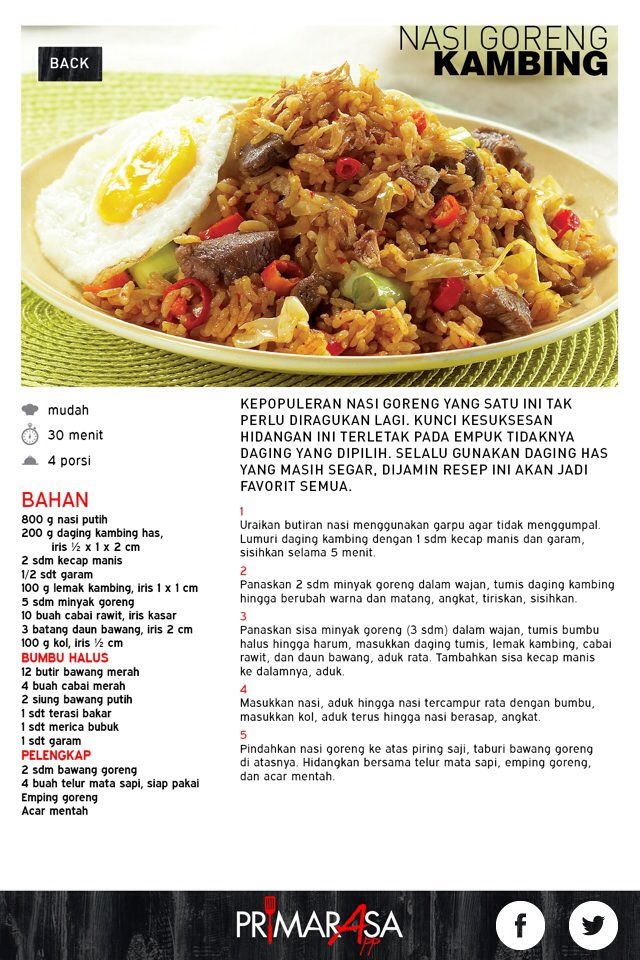 NASI GORENG
KAMBING
BACK
mudah
30 menit
4 porsi
BAHAN
800 g nasi putih
200 g daging kambing has,
iris ½ x 1 x 2 cm
2 sdm kecap manis
1/2 sdt garam
100 g lemak kambing, iris 1 x 1 cm
5 sdm minyak goreng
10 buah cabai rawit, iris kasar
3 batang daun bawang, iris 2 cm
100 g kol, iris ½ cm
BUMBU HALUS
12 butir bawang merah
4 buah cabai merah
2 siung bawang putih
1 sdt terasi bakar
1 sdt merica bubuk
1 sdt garam
PELENGKAP
2 sdm bawang goreng
4 buah telur mata sapi, siap pakai
Emping goreng
Acar mentah
KEPOPULERAN NASI GORENG YANG SATU INI TAK
PERLU DIRAGUKAN LAGI. KUNCI KESUKSESAN
HIDANGAN INI TERLETAK PADA EMPUK TIDAKNYA
DAGING YANG DIPILIH. SELALU GUNAKAN DAGING HAS
YANG MASIH SEGAR, DIJAMIN RESEP INI AKAN JADI
FAVORIT SEMUA.
1
Uraikan butiran nasi menggunakan garpu agar tidak menggumpal.
Lumuri daging kambing dengan 1 sdm kecap manis dan garam,
sisihkan selama 5 menit.
2
Panaskan 2 sdm minyak goreng dalam wajan, tumis daging kambing
hingga berubah warna dan matang, angkat, tiriskan, sisihkan.
3
Panaskan sisa minyak goreng (3 sdm) dalam wajan, tumis bumbu
halus hingga harum, masukkan daging tumis, lemak kambing, cabai
rawit, dan daun bawang, aduk rata. Tambahkan sisa kecap manis
ke dalamnya, aduk.
4
Masukkan nasi, aduk hingga nasi tercampur rata dengan bumbu,
masukkan kol, aduk terus hingga nasi berasap, angkat.
5
Pindahkan nasi goreng ke atas piring saji, taburi bawang goreng
di atasnya. Hidangkan bersama telur mata sapi, emping goreng,
dan acar mentah.
PRIMARASA
App